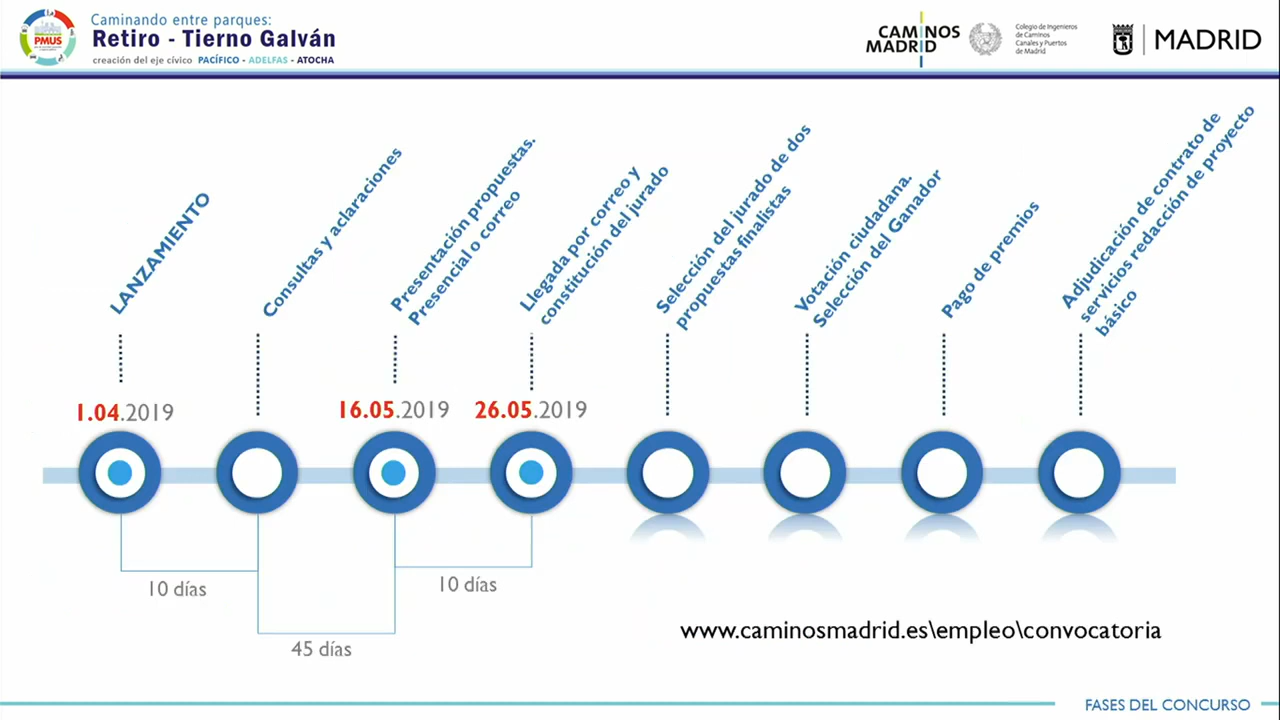 Caminando entre parques:
Retiro - Tierno Galván
creación del eje cívico PACÍFICO - ADELFAS - ATOCHA
PMUS
CAMINOS
MADRID
Colegio de Ingenieros
de Caminos
Canales y Puertos
de Madrid
MADRID
LANZAMIENTO
Consultas y aclaraciones
Presentación propuestas.
Presencial o correo
Llegada por correo y
constitución del jurado
Selección del jurado de dos
propuestas finalistas
Votación ciudadana.
Selección del Ganador
Pago de premios
Adjudicación de contrato de
servicios redacción de proyecto
básico
1.04.2019
16.05.2019
26.05.2019
10 días
10 días
45 días
www.caminosmadrid.es\empleo\convocatoria
FASES DEL CONCURSO